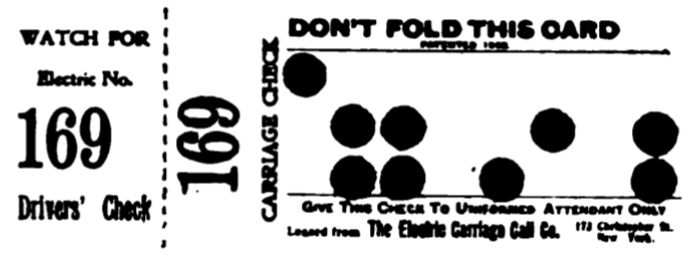 WATCH FOR
Electric No.
169
Drivers' Check
169
CARRIAGE CHECK
DON'T FOLD THIS CARD
PATENTED
GIVE THIS CHECK TO UNIFORMED ATTENDANT ONLY
Leased from The Electric Carriage Call Co. 173 Christopher St.
New York.